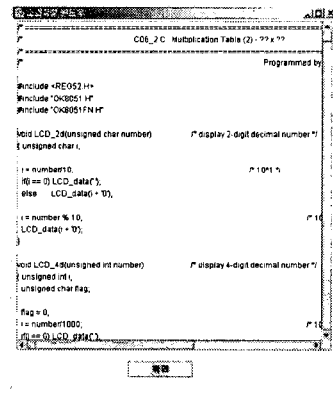 /* ================================================ */
/* C06_2.C Multiplication Table (2) - ?? x ??
/* ================================================ */
/* Programmed by
#include <REG52.H>
#include "OK8051.H"
#include "OK8051FN.H"
void LCD_2d(unsigned char number) /* display 2-digit decimal number */
{ unsigned char i;
i = number/10; /* 10^1 */
if(i == 0) LCD_data(' ');
else LCD_data(i + '0');
i = number % 10; /* 10
LCD_data(i + '0');
}
void LCD_4d(unsigned int number) /* display 4-digit decimal number */
{ unsigned int i;
unsigned char flag;
flag = 0;
i = number/1000; /* 10
if(i == 0) LCD_data(' ');